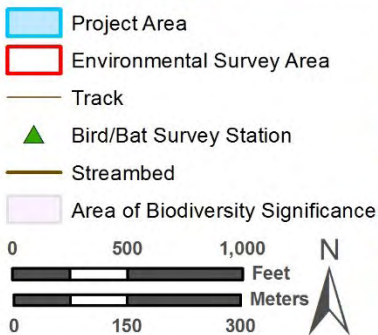 Project Area
Environmental Survey Area
Track
Bird/Bat Survey Station
Streambed
Area of Biodiversity Significance
0 500 1,000 N
Feet
Meters
0 150 300